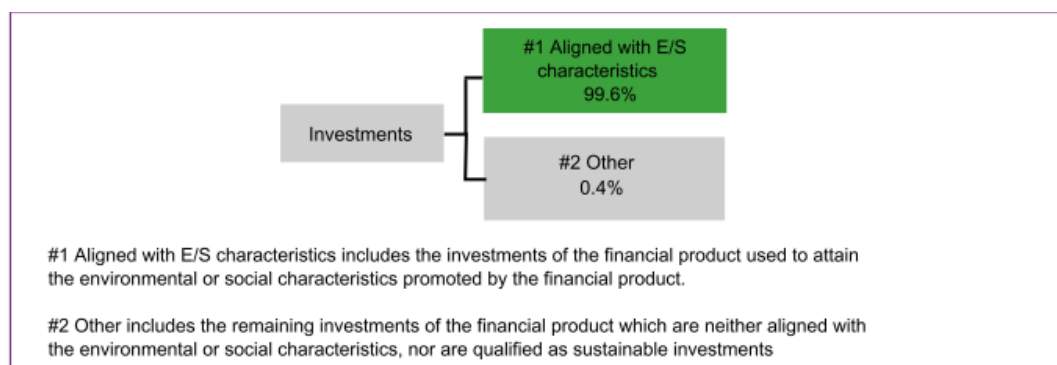 #1 Aligned with E/S
characteristics
99.6%
Investments
#2 Other
0.4%
#1 Aligned with E/S characteristics includes the investments of the financial product used to attain
the environmental or social characteristics promoted by the financial product.
#2 Other includes the remaining investments of the financial product which are neither aligned with
the environmental or social characteristics, nor are qualified as sustainable investments